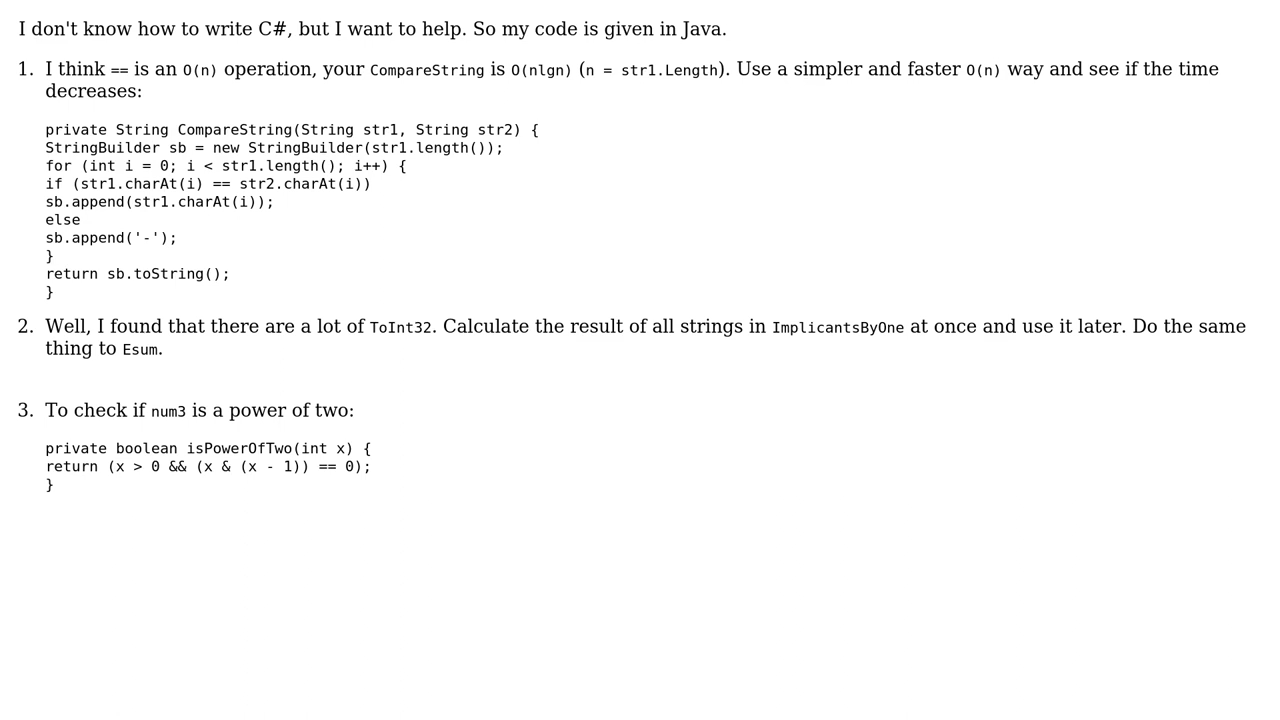 I don't know how to write C#, but I want to help. So my code is given in Java.
1. I think == is an O(n) operation, your CompareString is O(nlgn) (n = str1.Length). Use a simpler and faster O(n) way and see if the time
decreases:
private String CompareString(String str1, String str2) {
StringBuilder sb = new StringBuilder(str1.length());
for (int i = 0; i < str1.length(); i++) {
if (str1.charAt(i) == str2.charAt(i))
sb.append(str1.charAt(i));
else
sb.append('-');
}
return sb.toString();
}
2. Well, I found that there are a lot of ToInt32. Calculate the result of all strings in ImplicantsByOne at once and use it later. Do the same
thing to Esum.
3. To check if num3 is a power of two:
private boolean isPowerOfTwo(int x) {
return (x > 0 && (x & (x - 1)) == 0);
}